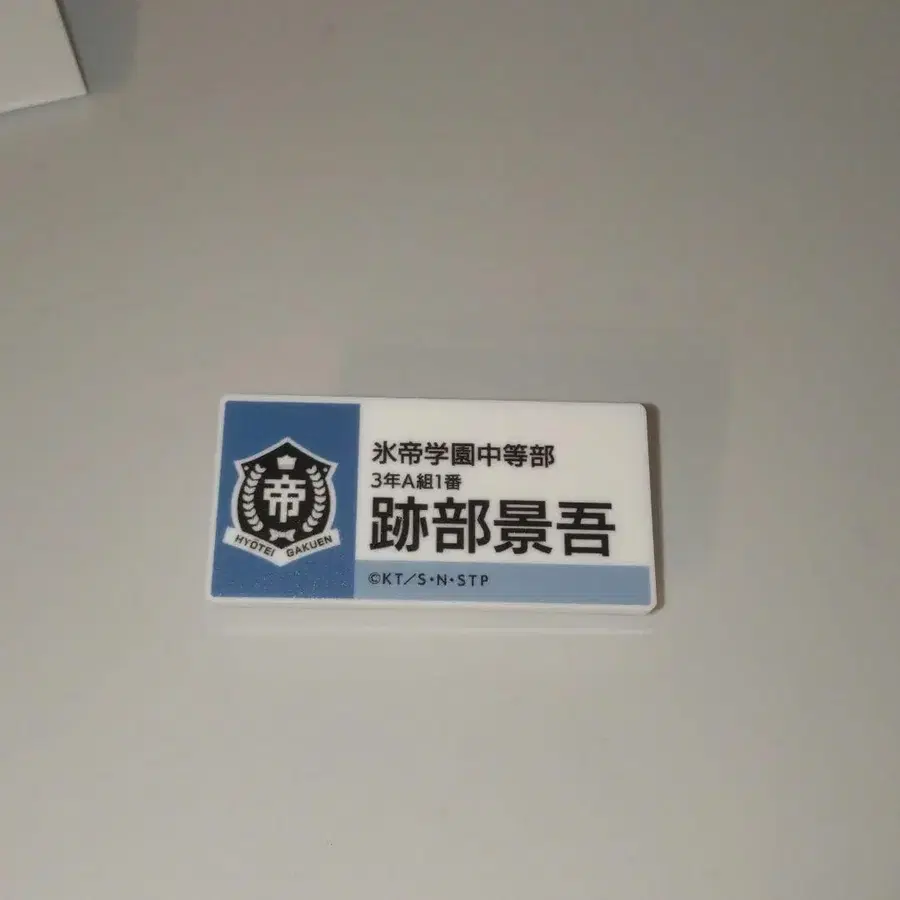 帝
HYŌTEI GAKUEN
氷帝学園中等部
3年A組1番
跡部景吾
©KT/S・N・STP